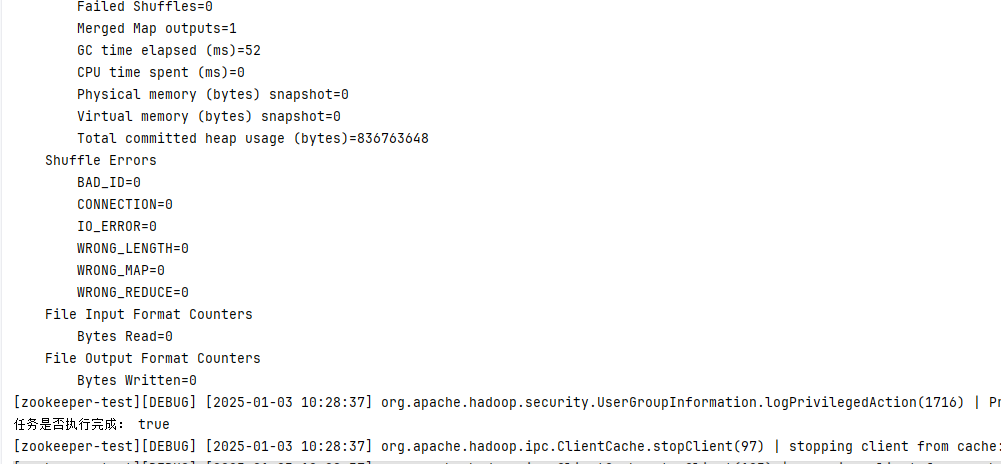 Failed Shuffles=0
Merged Map outputs=1
GC time elapsed (ms)=52
CPU time spent (ms)=0
Physical memory (bytes) snapshot=0
Virtual memory (bytes) snapshot=0
Total committed heap usage (bytes)=836763648
Shuffle Errors
BAD_ID=0
CONNECTION=0
IO_ERROR=0
WRONG_LENGTH=0
WRONG_MAP=0
WRONG_REDUCE=0
File Input Format Counters
Bytes Read=0
File Output Format Counters
Bytes Written=0
[zookeeper-test][DEBUG] [2025-01-03 10:28:37] org.apache.hadoop.security.UserGroupInformation.logPrivilegedAction(1716) | Pr
任务是否执行完成： true
[zookeeper-test][DEBUG] [2025-01-03 10:28:37] org.apache.hadoop.ipc.ClientCache.stopClient(97) | stopping client from cache: